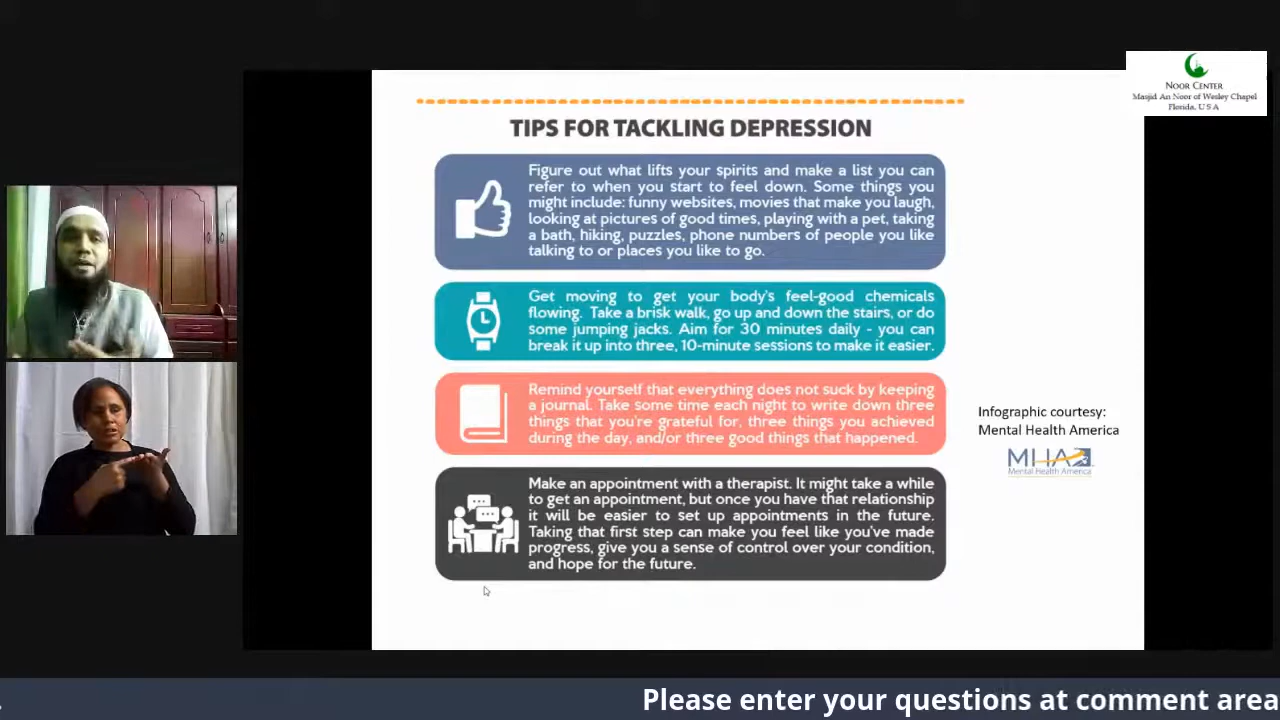 NOOR CENTER
Masjid An Noor of Wesley Chapel
Florida, U S A
TIPS FOR TACKLING DEPRESSION
Figure out what lifts your spirits and make a list you can
refer to when you start to feel down. Some things you
might include: funny websites, movies that make you laugh,
looking at pictures of good times, playing with a pet, taking
a bath, hiking, puzzles, phone numbers of people you like
talking to or places you like to go.
Get moving to get your body's feel-good chemicals
flowing. Take a brisk walk, go up and down the stairs, or do
some jumping jacks. Aim for 30 minutes daily - you can
break it up into three, 10-minute sessions to make it easier.
Remind yourself that everything does not suck by keeping
a journal. Take some time each night to write down three
things that you're grateful for, three things you achieved
during the day, and/or three good things that happened.
Make an appointment with a therapist. It might take a while
to get an appointment, but once you have that relationship
it will be easier to set up appointments in the future.
Taking that first step can make you feel like you've made
progress, give you a sense of control over your condition,
and hope for the future.
Infographic courtesy:
Mental Health America
MHA
Mental Health America
. Please enter your questions at comment area